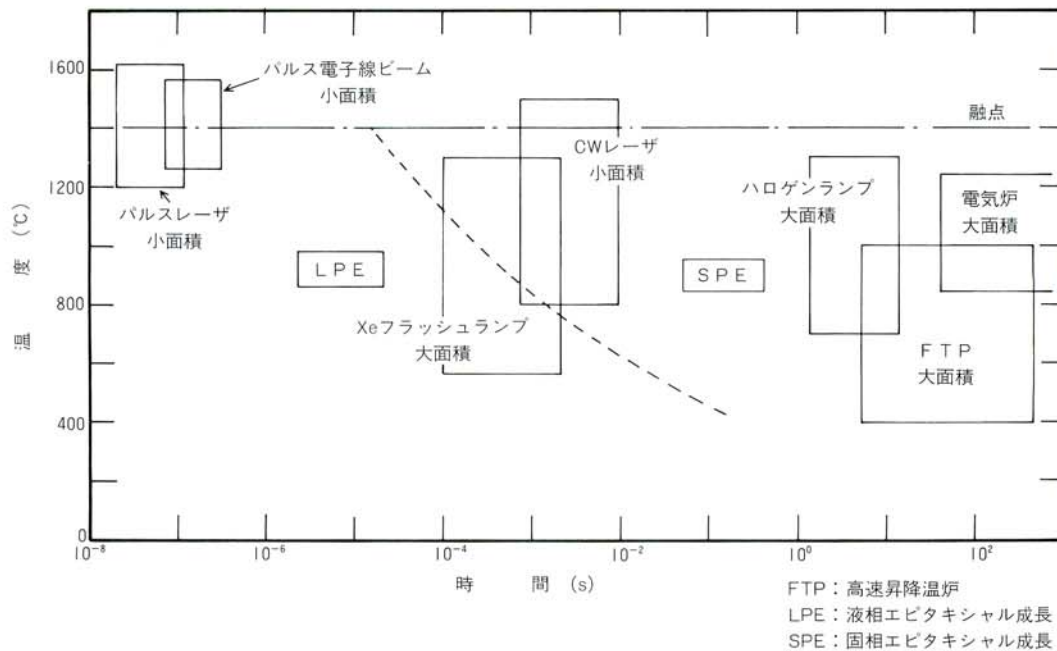 1600
1200
800
400
0
温 度 (℃)
パルス電子線ビーム
小面積
融点
CWレーザ
小面積
ハロゲンランプ
大面積
電気炉
大面積
パルスレーザ
小面積
LPE
SPE
Xeフラッシュランプ
大面積
FTP
大面積
10⁻⁸
10⁻⁶
10⁻⁴
10⁻²
10⁰
10²
時 間 (s)
FTP：高速昇降温炉
LPE：液相エピタキシャル成長
SPE：固相エピタキシャル成長